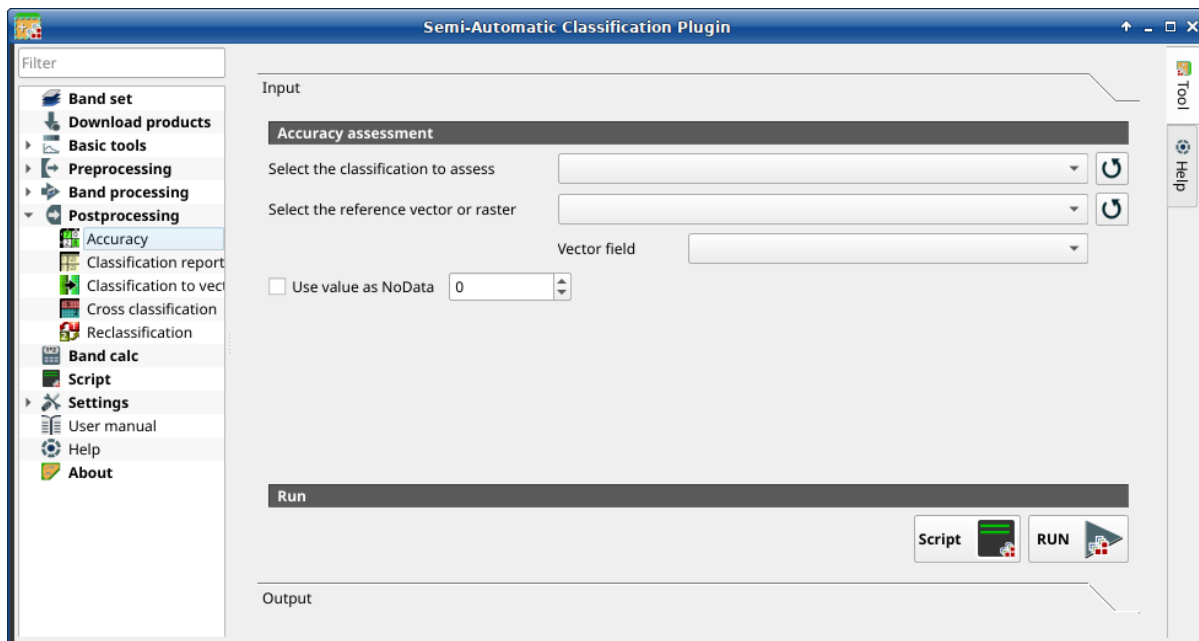 Semi-Automatic Classification Plugin
Filter
Band set
Download products
Basic tools
Preprocessing
Band processing
Postprocessing
Accuracy
Classification report
Classification to vect
Cross classification
Reclassification
Band calc
Script
Settings
User manual
Help
About
Input
Accuracy assessment
Select the classification to assess
Select the reference vector or raster
Vector field
Use value as NoData 0
Run
Script RUN
Output
Tool
Help